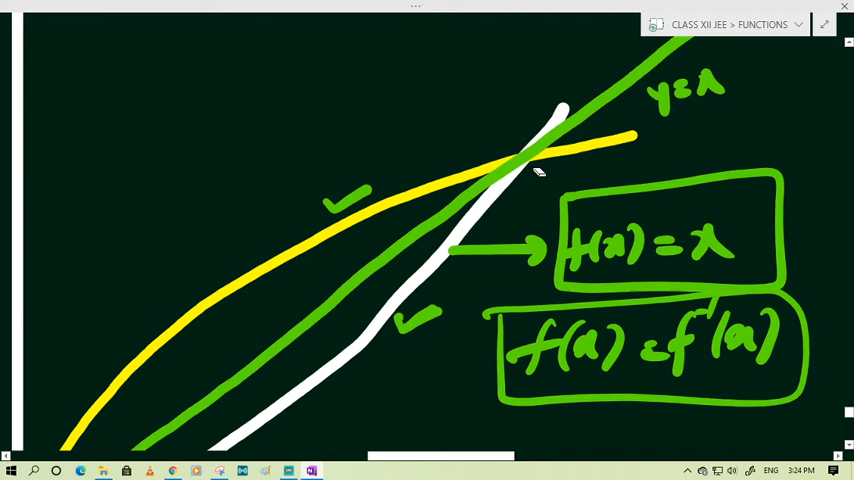 CLASS XII JEE > FUNCTIONS
y=x
f(x)=x
f(x)=f⁻¹(x)
ENG 3:24 PM